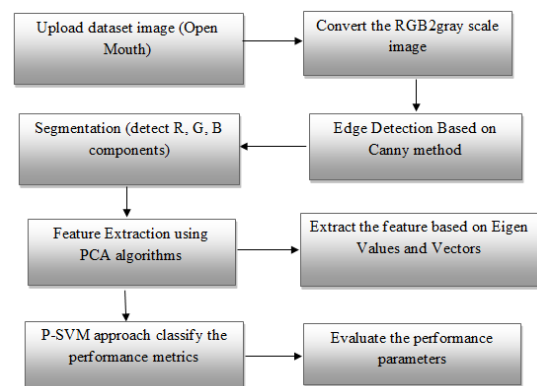 Upload dataset image (Open
Mouth)
Convert the RGB2gray scale
image
Segmentation (detect R, G, B
components)
Edge Detection Based on
Canny method
Feature Extraction using
PCA algorithms
Extract the feature based on Eigen
Values and Vectors
P-SVM approach classify the
performance metrics
Evaluate the performance
parameters